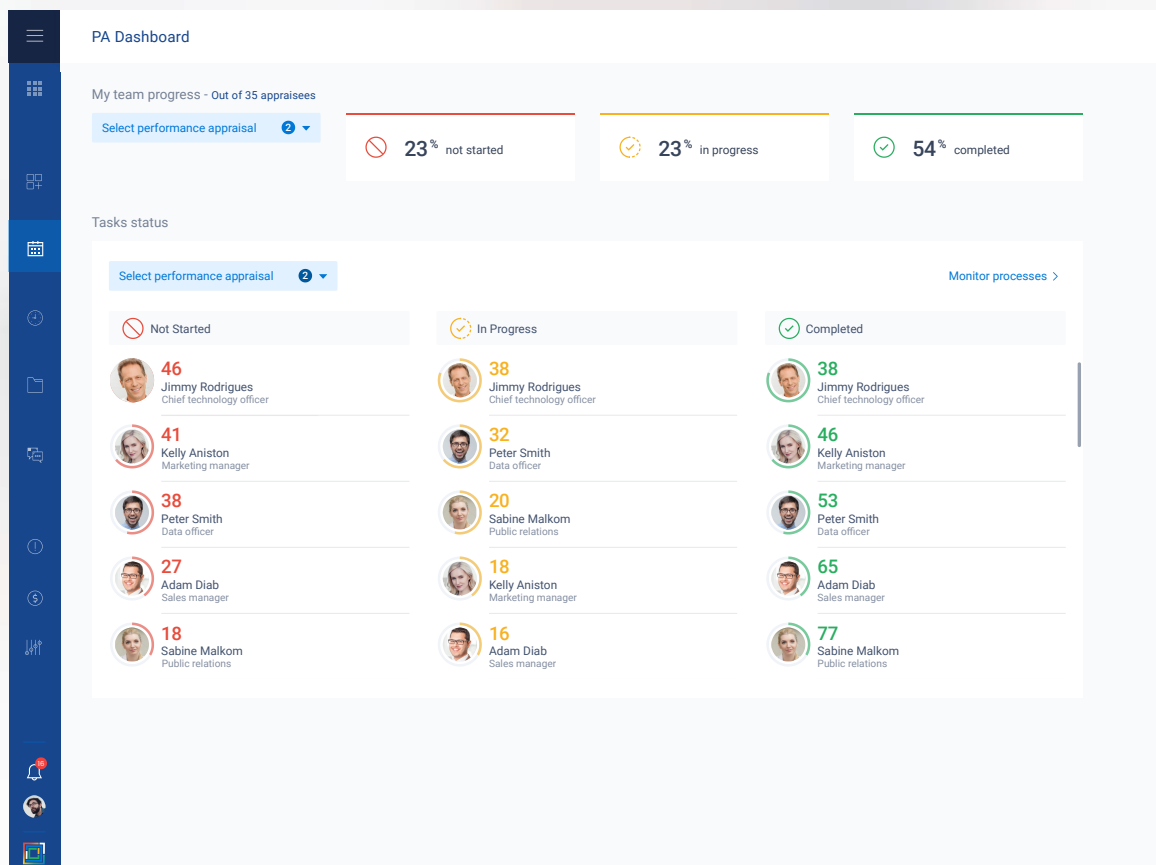 PA Dashboard
My team progress - Out of 35 appraisees
Select performance appraisal 2
23% not started
23% in progress
54% completed
Tasks status
Select performance appraisal 2
Monitor processes >
Not Started
46
Jimmy Rodrigues
Chief technology officer
41
Kelly Aniston
Marketing manager
38
Peter Smith
Data officer
27
Adam Diab
Sales manager
18
Sabine Malkom
Public relations
In Progress
38
Jimmy Rodrigues
Chief technology officer
32
Peter Smith
Data officer
20
Sabine Malkom
Public relations
18
Kelly Aniston
Marketing manager
16
Adam Diab
Sales manager
Completed
38
Jimmy Rodrigues
Chief technology officer
46
Kelly Aniston
Marketing manager
53
Peter Smith
Data officer
65
Adam Diab
Sales manager
77
Sabine Malkom
Public relations
16